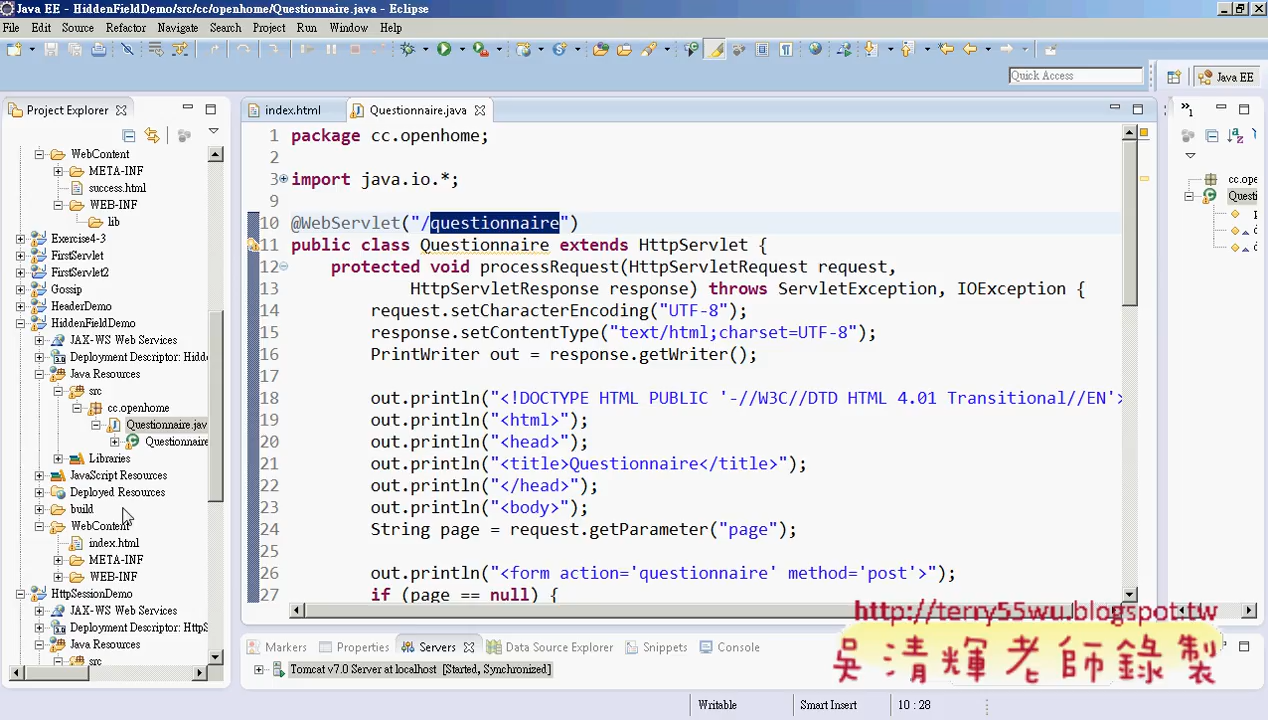 Java EE - HiddenFieldDemo/src/cc/openhome/Questionnaire.java - Eclipse
File Edit Source Refactor Navigate Search Project Run Window Help
Quick Access
Java EE
Project Explorer
WebContent
META-INF
success.html
WEB-INF
lib
Exercise4-3
FirstServlet
FirstServlet2
Gossip
HeaderDemo
HiddenFieldDemo
JAX-WS Web Services
Deployment Descriptor: Hidd
Java Resources
src
cc.openhome
Questionnaire.jav
Questionnaire
Libraries
JavaScript Resources
Deployed Resources
build
WebContent
index.html
META-INF
WEB-INF
HttpSessionDemo
JAX-WS Web Services
Deployment Descriptor: HttpS
Java Resources
src
index.html Questionnaire.java
1 package cc.openhome;
2
3 import java.io.*;
9
10 @WebServlet("/questionnaire")
11 public class Questionnaire extends HttpServlet {
12 protected void processRequest(HttpServletRequest request,
13 HttpServletResponse response) throws ServletException, IOException {
14 request.setCharacterEncoding("UTF-8");
15 response.setContentType("text/html;charset=UTF-8");
16 PrintWriter out = response.getWriter();
17
18 out.println("<!DOCTYPE HTML PUBLIC '-//W3C//DTD HTML 4.01 Transitional//EN'>
19 out.println("<html>");
20 out.println("<head>");
21 out.println("<title>Questionnaire</title>");
22 out.println("</head>");
23 out.println("<body>");
24 String page = request.getParameter("page");
25
26 out.println("<form action='questionnaire' method='post'>");
27 if (page == null) {
cc.ope
Questi
Markers Properties Servers Data Source Explorer Snippets Console
Tomcat v7.0 Server at localhost [Started, Synchronized]
Writable Smart Insert 10 : 28
http://terry55wu.blogspot.tw
吳清輝老師錄製